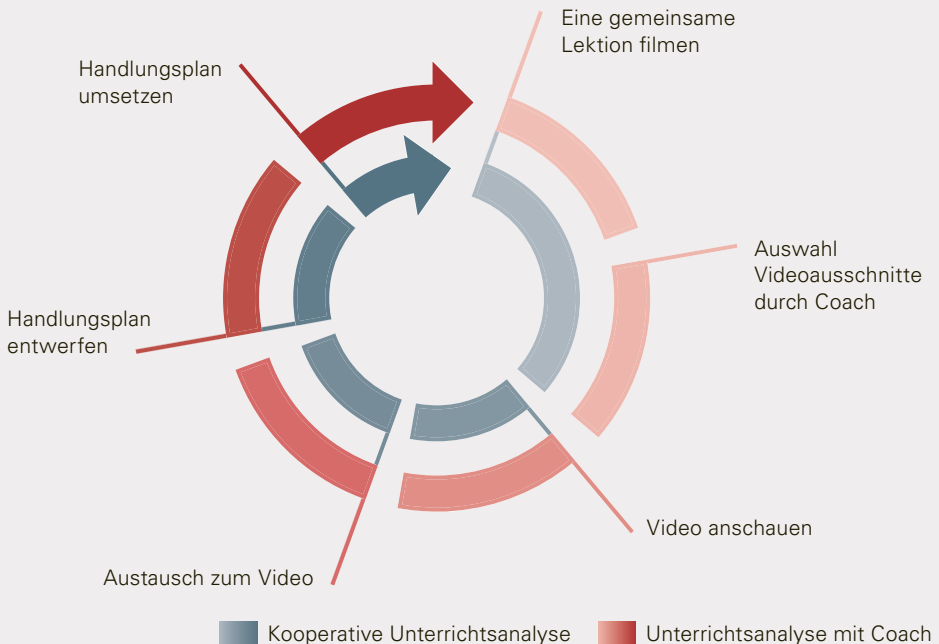 Eine gemeinsame
Lektion filmen
Handlungsplan
umsetzen
Auswahl
Videoausschnitte
durch Coach
Handlungsplan
entwerfen
Video anschauen
Austausch zum Video
Kooperative Unterrichtsanalyse
Unterrichtsanalyse mit Coach